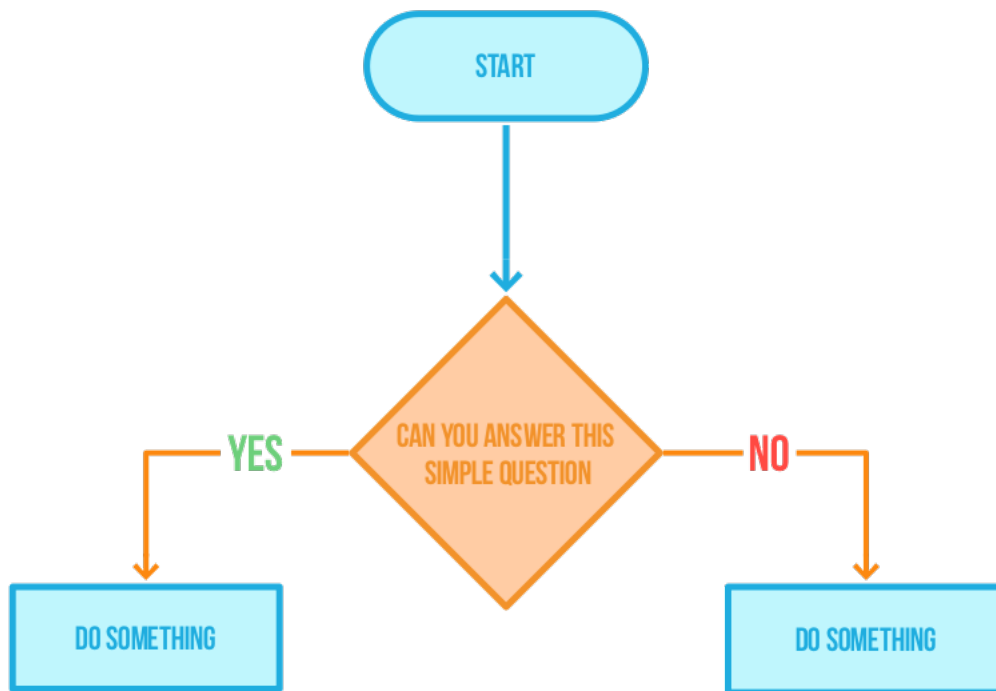 START
CAN YOU ANSWER THIS
SIMPLE QUESTION
YES
NO
DO SOMETHING
DO SOMETHING